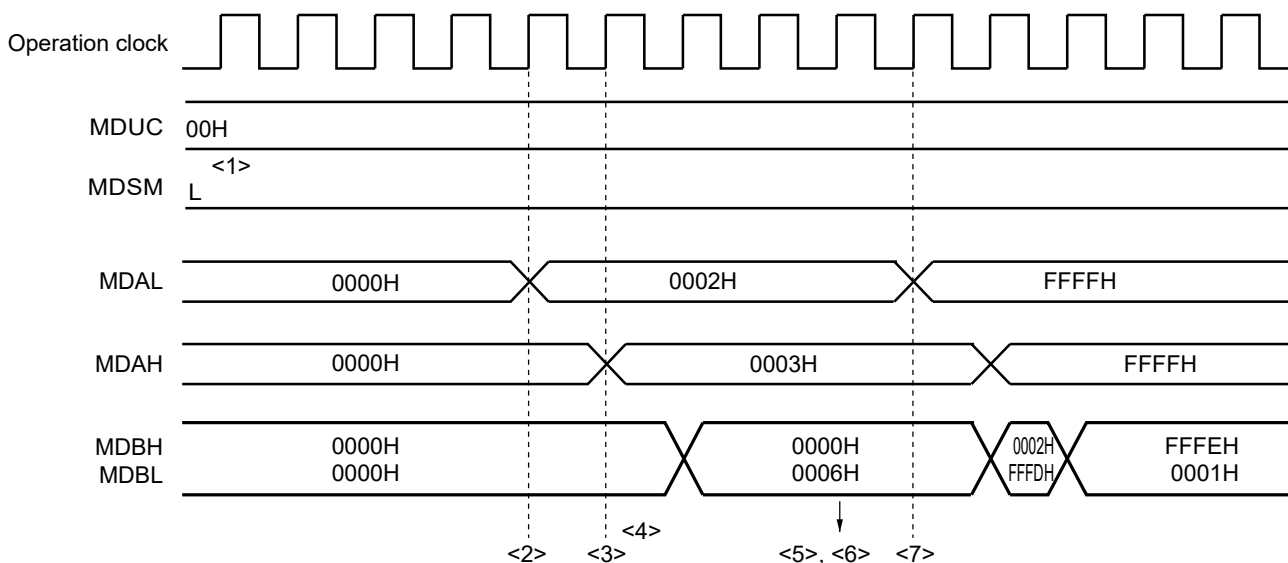 Operation clock
MDUC 00H
<1>
MDSM L
MDAL 0000H 0002H FFFFH
MDAH 0000H 0003H FFFFH
MDBH 0000H 0000H 0002H FFFEH
MDBL 0000H 0006H FFFDH 0001H
<4>
<2> <3> <5>, <6> <7>